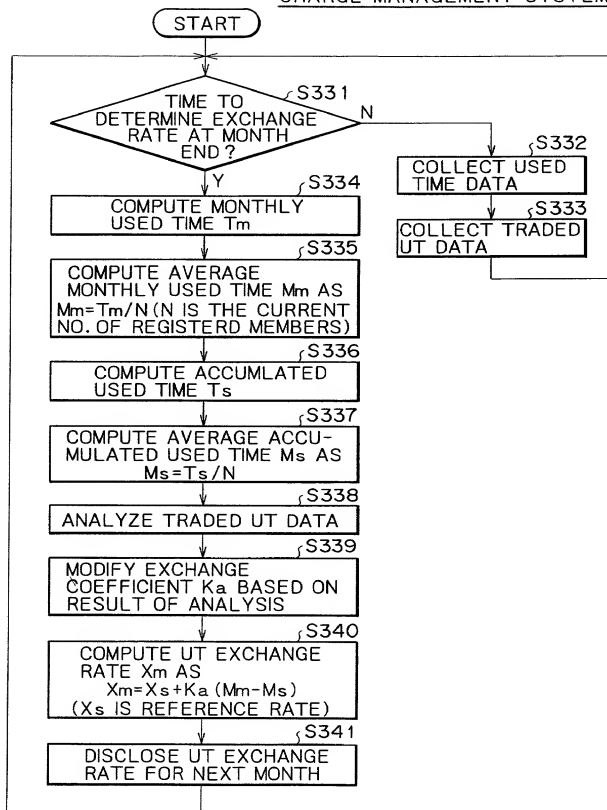 CHARGE MANAGEMENT SYSTEM
START
S331
TIME TO
DETERMINE EXCHANGE
RATE AT MONTH
END?
N
Y
S332
COLLECT USED
TIME DATA
S333
COLLECT TRADED
UT DATA
S334
COMPUTE MONTHLY
USED TIME Tm
S335
COMPUTE AVERAGE
MONTHLY USED TIME Mm AS
Mm=Tm/N (N IS THE CURRENT
NO. OF REGISTERD MEMBERS)
S336
COMPUTE ACCUMLATED
USED TIME Ts
S337
COMPUTE AVERAGE ACCU-
MULATED USED TIME Ms AS
Ms=Ts/N
S338
ANALYZE TRADED UT DATA
S339
MODIFY EXCHANGE
COEFFICIENT Ka BASED ON
RESULT OF ANALYSIS
S340
COMPUTE UT EXCHANGE
RATE Xm AS
Xm=Xs+Ka (Mm-Ms)
(Xs IS REFERENCE RATE)
S341
DISCLOSE UT EXCHANGE
RATE FOR NEXT MONTH